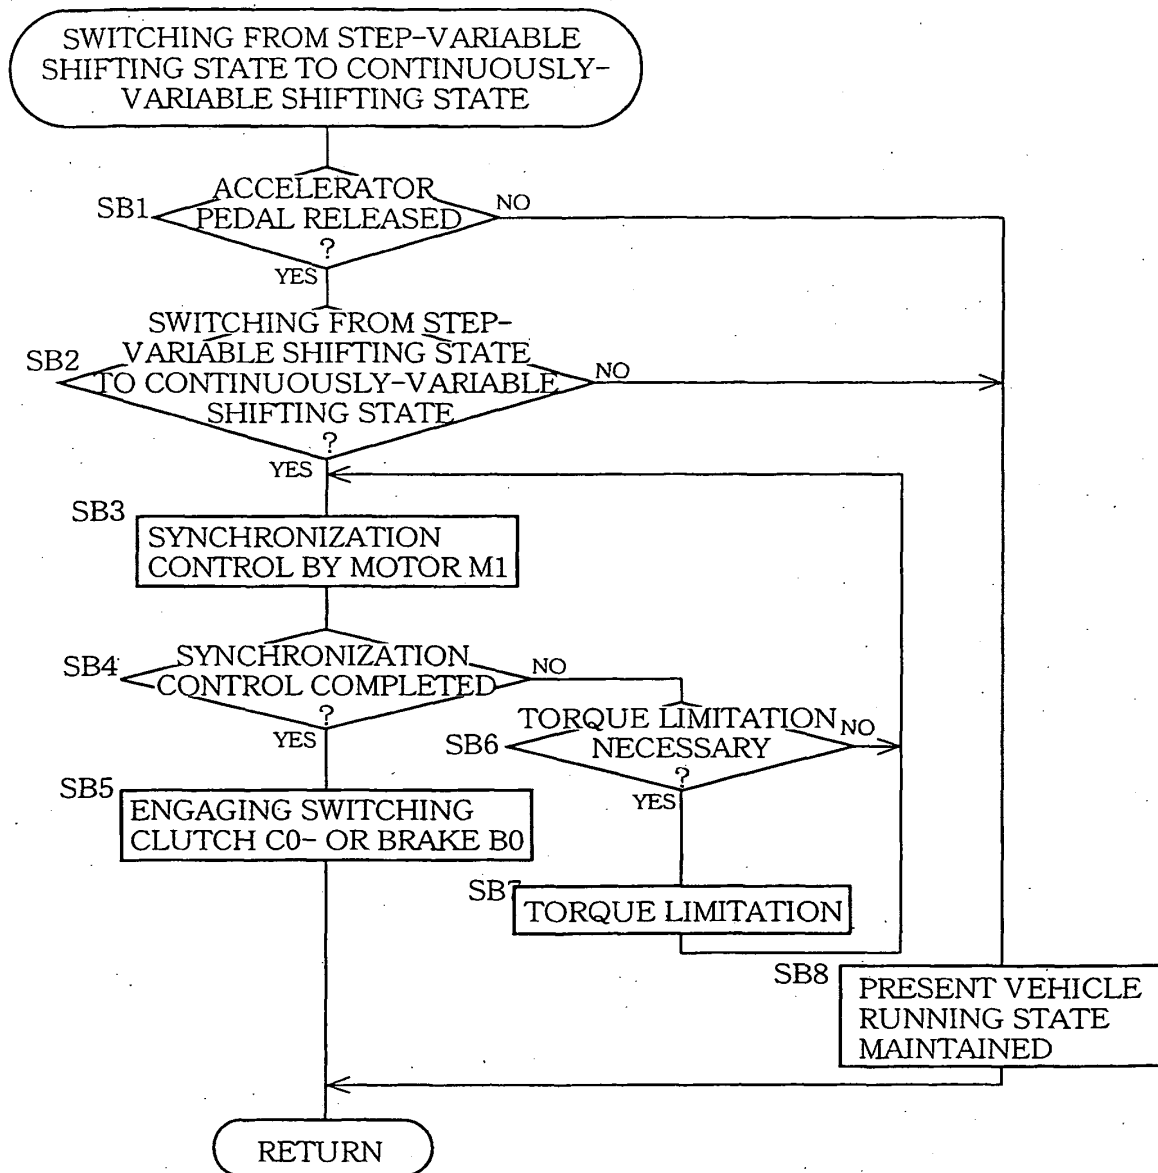 SWITCHING FROM STEP-VARIABLE
SHIFTING STATE TO CONTINUOUSLY-
VARIABLE SHIFTING STATE
SB1
ACCELERATOR
PEDAL RELEASED
?
NO
YES
SB2
SWITCHING FROM STEP-
VARIABLE SHIFTING STATE
TO CONTINUOUSLY-VARIABLE
SHIFTING STATE
?
NO
YES
SB3
SYNCHRONIZATION
CONTROL BY MOTOR M1
SB4
SYNCHRONIZATION
CONTROL COMPLETED
?
NO
YES
SB6
TORQUE LIMITATION
NECESSARY
?
NO
YES
SB5
ENGAGING SWITCHING
CLUTCH C0- OR BRAKE B0
SB7
TORQUE LIMITATION
SB8
PRESENT VEHICLE
RUNNING STATE
MAINTAINED
RETURN